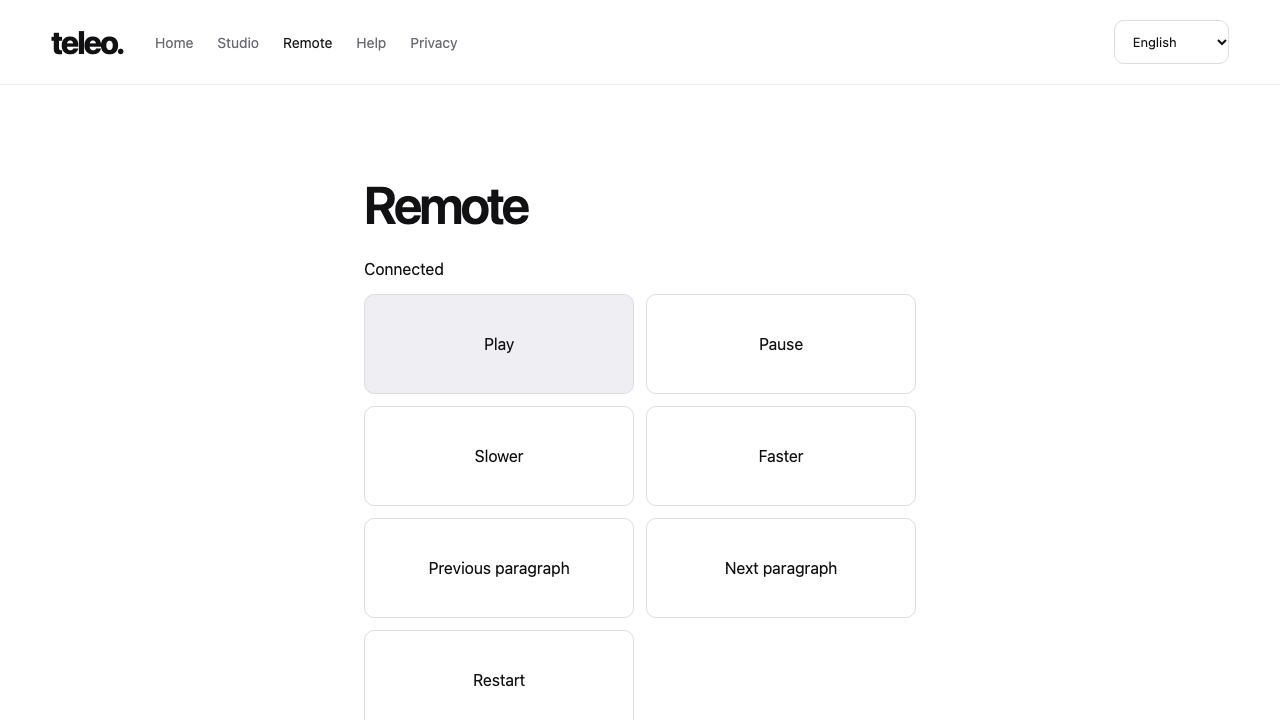 teleo.
Home Studio Remote Help Privacy
English
Remote
Connected
Play
Pause
Slower
Faster
Previous paragraph
Next paragraph
Restart